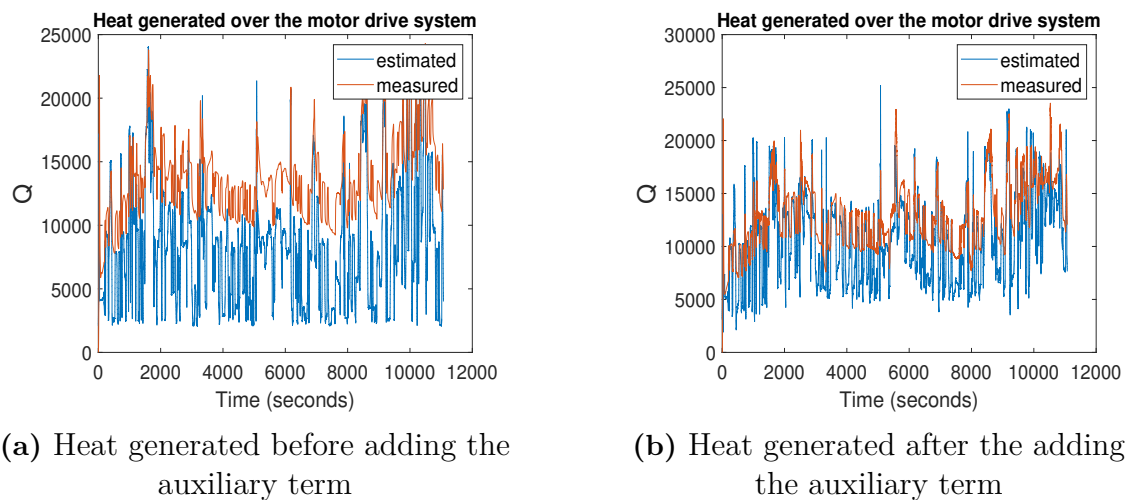 Heat generated over the motor drive system
25000
20000
15000
10000
5000
0
Q
estimated
measured
0 2000 4000 6000 8000 10000 12000
Time (seconds)
(a) Heat generated before adding the
auxiliary term
Heat generated over the motor drive system
30000
25000
20000
15000
10000
5000
0
Q
estimated
measured
0 2000 4000 6000 8000 10000 12000
Time (seconds)
(b) Heat generated after the adding
the auxiliary term